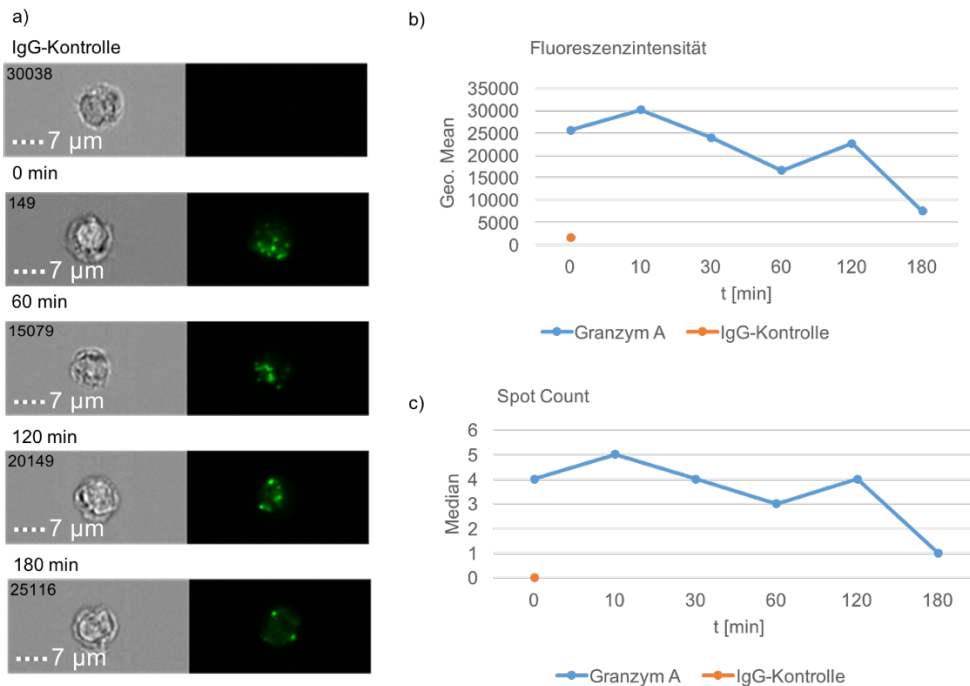 a)
IgG-Kontrolle
30038
7 µm
0 min
149
7 µm
60 min
15079
7 µm
120 min
20149
7 µm
180 min
25116
7 µm
b)
Fluoreszenzintensität
Geo. Mean
35000
30000
25000
20000
15000
10000
5000
0
0 10 30 60 120 180
t [min]
Granzym A IgG-Kontrolle
c)
Spot Count
Median
6
5
4
3
2
1
0
0 10 30 60 120 180
t [min]
Granzym A IgG-Kontrolle